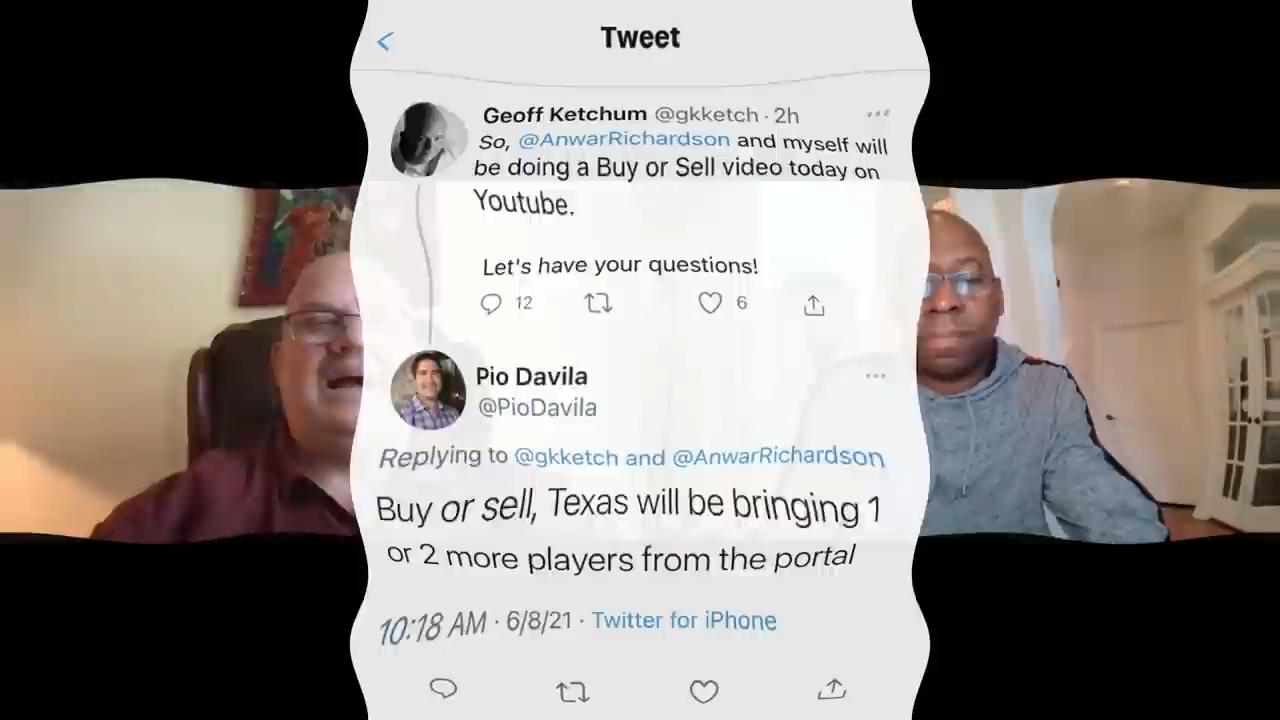 Tweet
Geoff Ketchum @gkketch · 2h
So, @AnwarRichardson and myself will
be doing a Buy or Sell video today on
Youtube.
Let's have your questions!
12 6
Pio Davila
@PioDavila
Replying to @gkketch and @AnwarRichardson
Buy or sell, Texas will be bringing 1
or 2 more players from the portal
10:18 AM · 6/8/21 · Twitter for iPhone